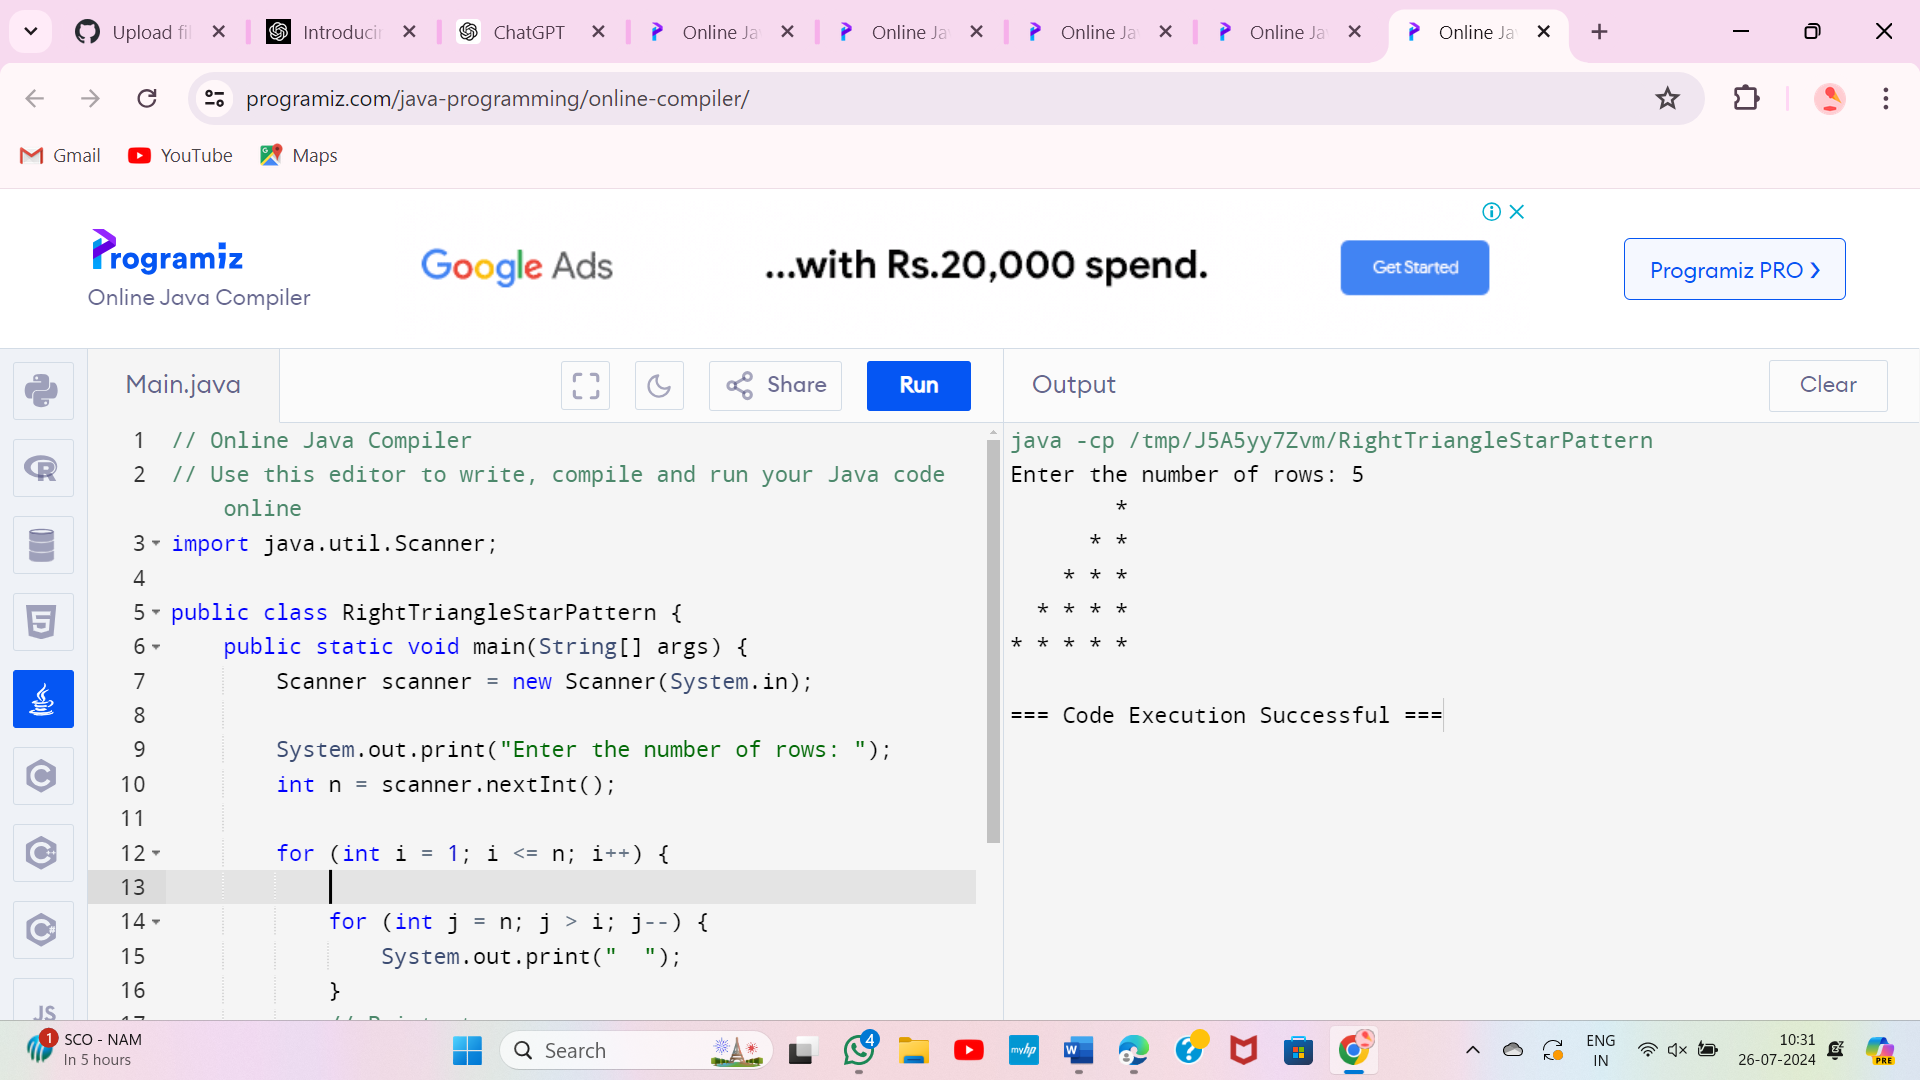 Upload fil
Introducin
ChatGPT
Online Ja
Online Ja
Online Ja
Online Ja
Online Ja
programiz.com/java-programming/online-compiler/
Gmail
YouTube
Maps
Programiz
Online Java Compiler
Google Ads
...with Rs.20,000 spend.
Get Started
Programiz PRO ❯
Main.java
Share
Run
Output
Clear
1 // Online Java Compiler
2 // Use this editor to write, compile and run your Java code
online
3 import java.util.Scanner;
4
5 public class RightTriangleStarPattern {
6 public static void main(String[] args) {
7 Scanner scanner = new Scanner(System.in);
8
9 System.out.print("Enter the number of rows: ");
10 int n = scanner.nextInt();
11
12 for (int i = 1; i <= n; i++) {
13
14 for (int j = n; j > i; j--) {
15 System.out.print("  ");
16 }
java -cp /tmp/J5A5yy7Zvm/RightTriangleStarPattern
Enter the number of rows: 5
*
* *
* * *
* * * *
* * * * *
=== Code Execution Successful ===
JS
1
SCO - NAM
In 5 hours
Search
4
myhp
W
ENG
IN
10:31
26-07-2024
PRE